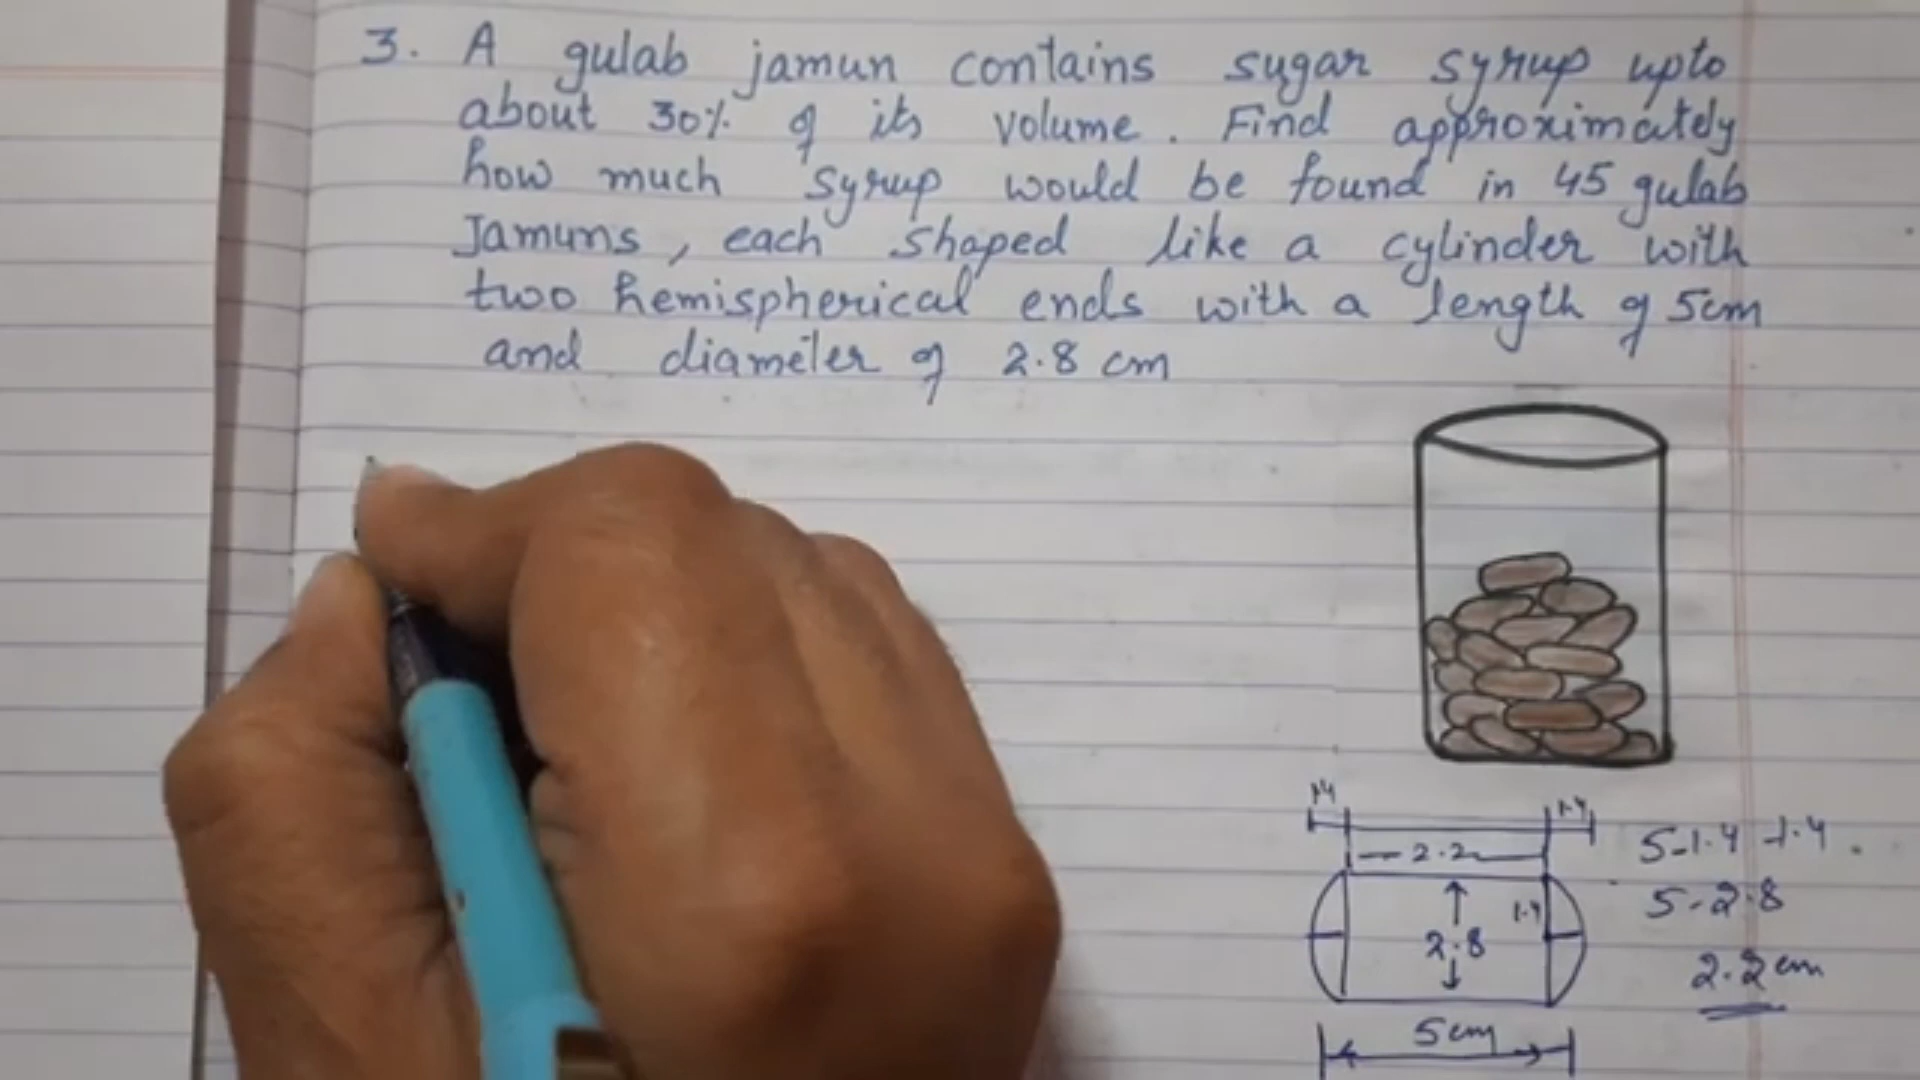 3. A gulab jamun contains sugar syrup upto
about 30% of its volume. Find approximately
how much syrup would be found in 45 gulab
Jamuns, each shaped like a cylinder with
two hemispherical ends with a length of 5cm
and diameter of 2.8 cm
1.4 1.4
2.2
5-1.4-1.4
1.4
5-2.8
2.8
2.2cm
5cm